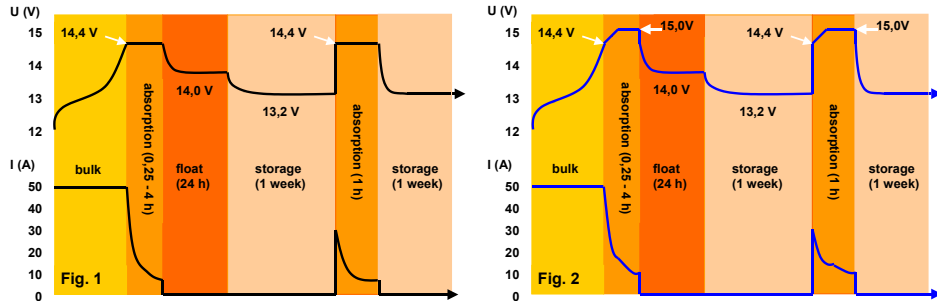 U (V)
15
14
13
12
I (A)
50
40
30
20
10
0
14,4 V
14,0 V
13,2 V
14,4 V
bulk
absorption (0,25 - 4 h)
float
(24 h)
storage
(1 week)
absorption (1 h)
storage
(1 week)
Fig. 1
U (V)
15
14
13
12
I (A)
50
40
30
20
10
0
14,4 V
15,0V
14,0 V
13,2 V
14,4 V
15,0V
bulk
absorption (0,25 - 4 h)
float
(24 h)
storage
(1 week)
absorption (1 h)
storage
(1 week)
Fig. 2